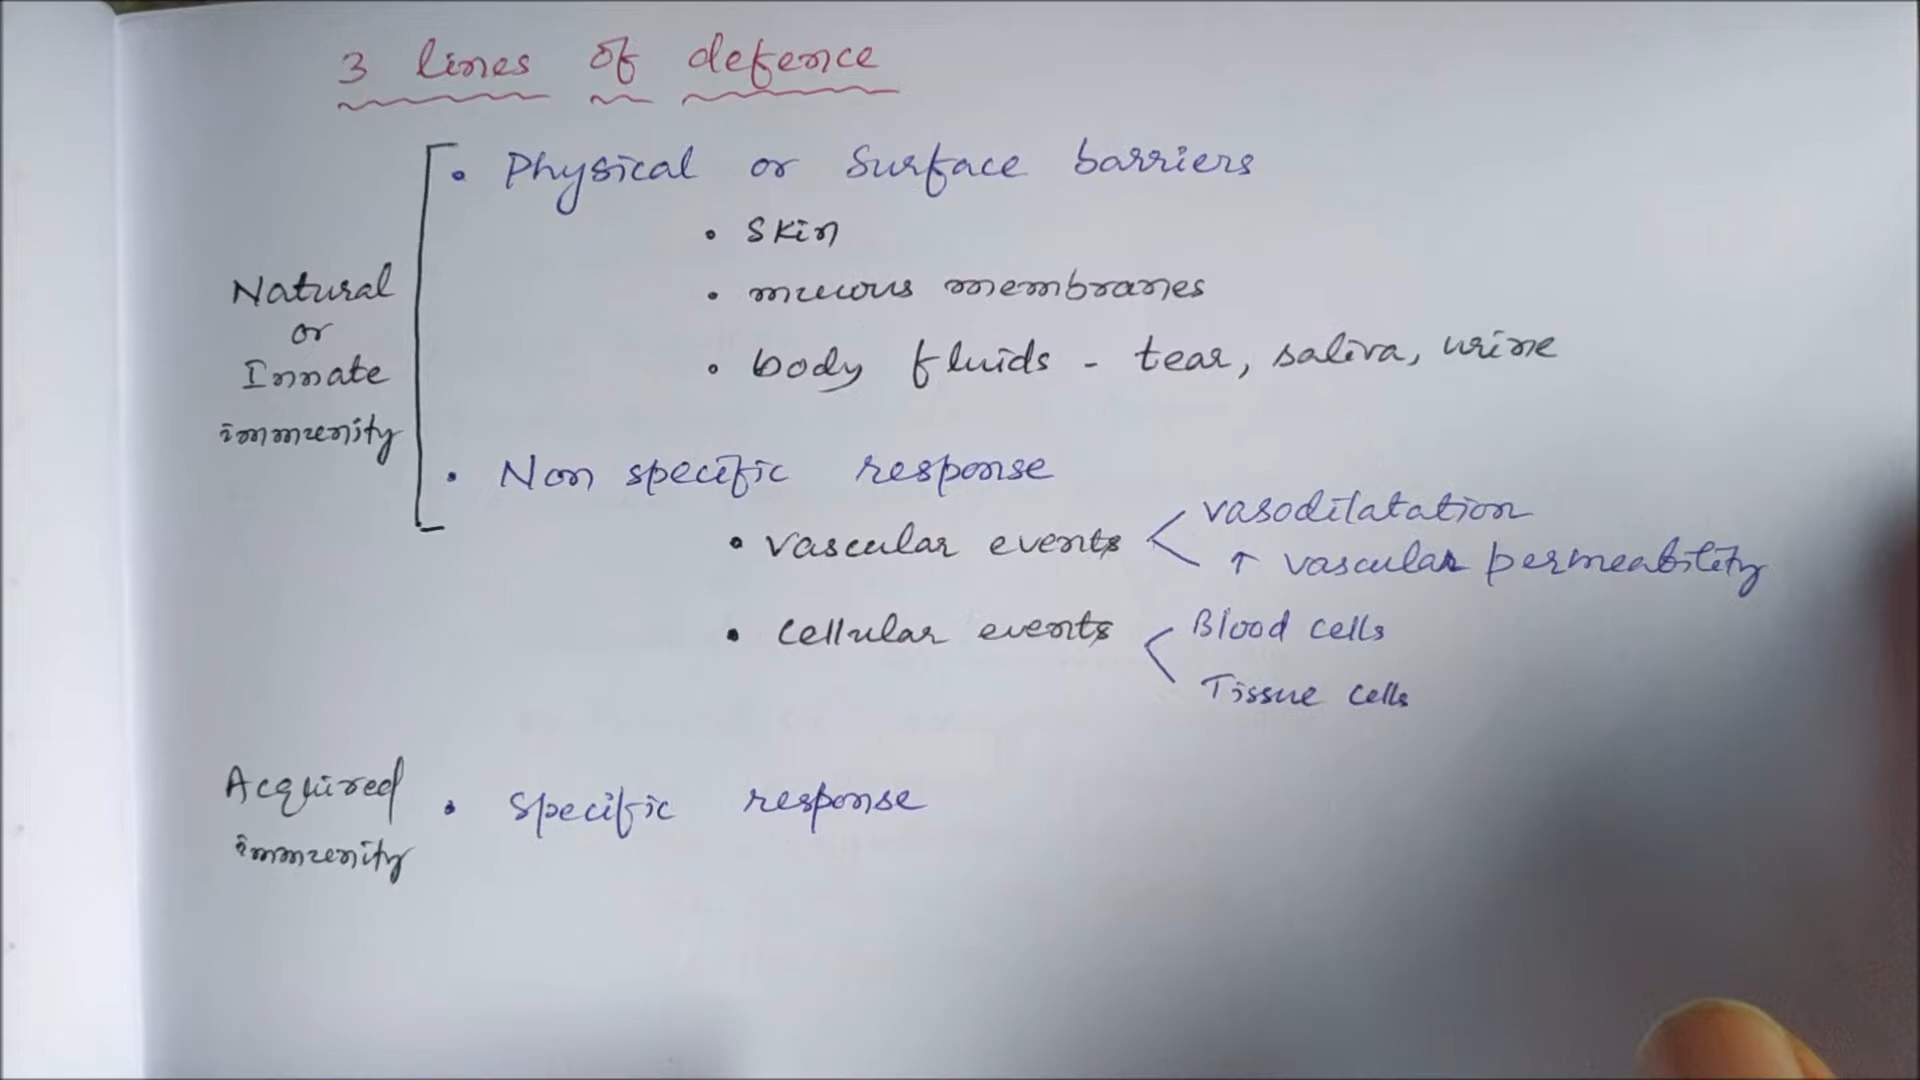 3 lines of defence
• Physical or Surface barriers
• Skin
• mucous membranes
• body fluids - tear, saliva, urine
Natural
or
Innate
immunity
• Non specific response
• vascular events < vasodilatation
↑ vascular permeability
• cellular events < Blood cells
Tissue cells
Acquired
immunity
• Specific response